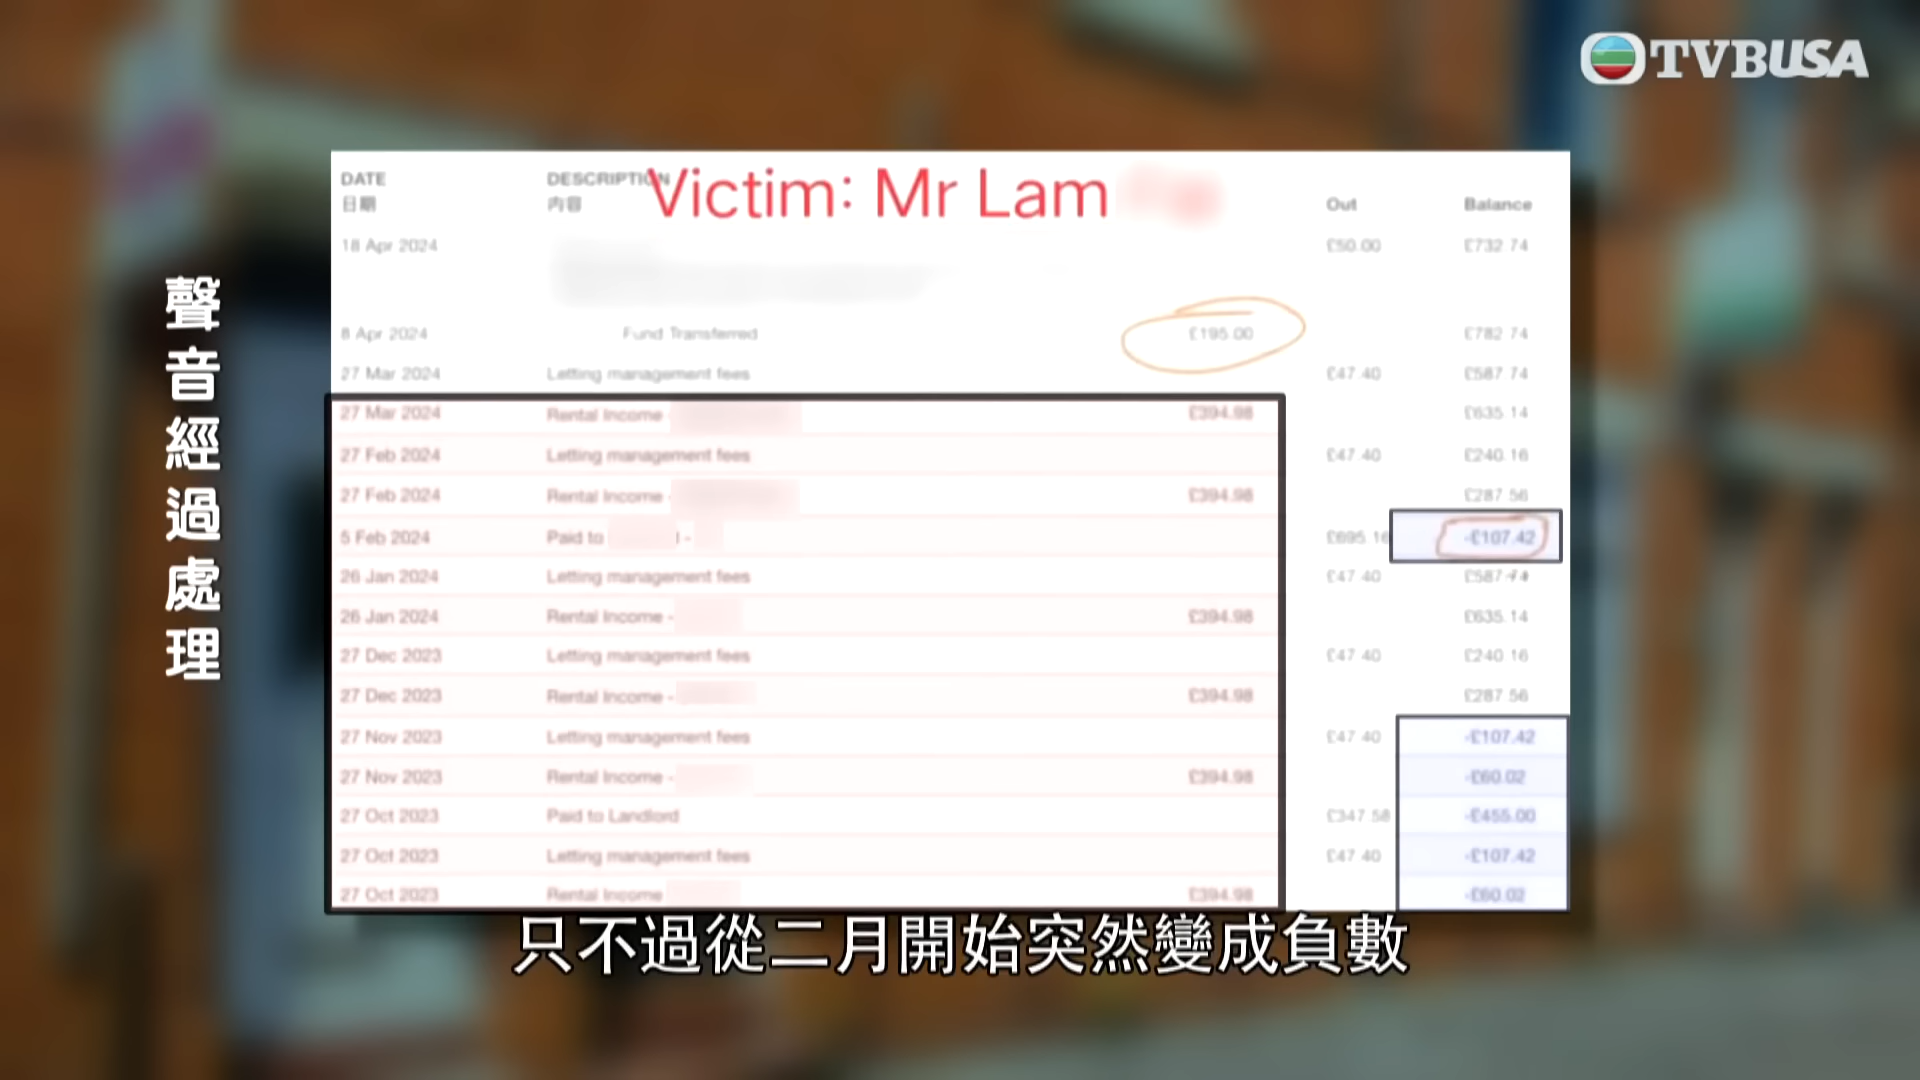 TVBUSA
Victim: Mr Lam
DATE DESCRIPTION
日期 內容 Out Balance
18 Apr 2024 £50.00 £732.74
8 Apr 2024 Fund Transferred £195.00 £782.74
27 Mar 2024 Letting management fees £47.40 £587.74
27 Mar 2024 Rental Income - £394.98 £635.14
27 Feb 2024 Letting management fees £47.40 £240.16
27 Feb 2024 Rental Income - £394.98 £287.56
5 Feb 2024 Paid to - £695.16 -£107.42
26 Jan 2024 Letting management fees £47.40 £587.74
26 Jan 2024 Rental Income - £394.98 £635.14
27 Dec 2023 Letting management fees £47.40 £240.16
27 Dec 2023 Rental Income - £394.98 £287.56
27 Nov 2023 Letting management fees £47.40 -£107.42
27 Nov 2023 Rental Income - £394.98 -£60.02
27 Oct 2023 Paid to Landlord £347.58 -£455.00
27 Oct 2023 Letting management fees £47.40 -£107.42
27 Oct 2023 Rental Income £394.98 -£60.02
聲音經過處理
只不過從二月開始突然變成負數